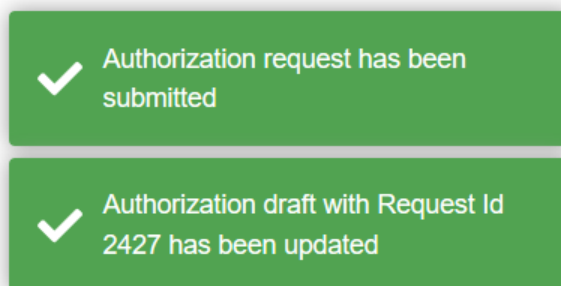 Authorization request has been
submitted
Authorization draft with Request Id
2427 has been updated